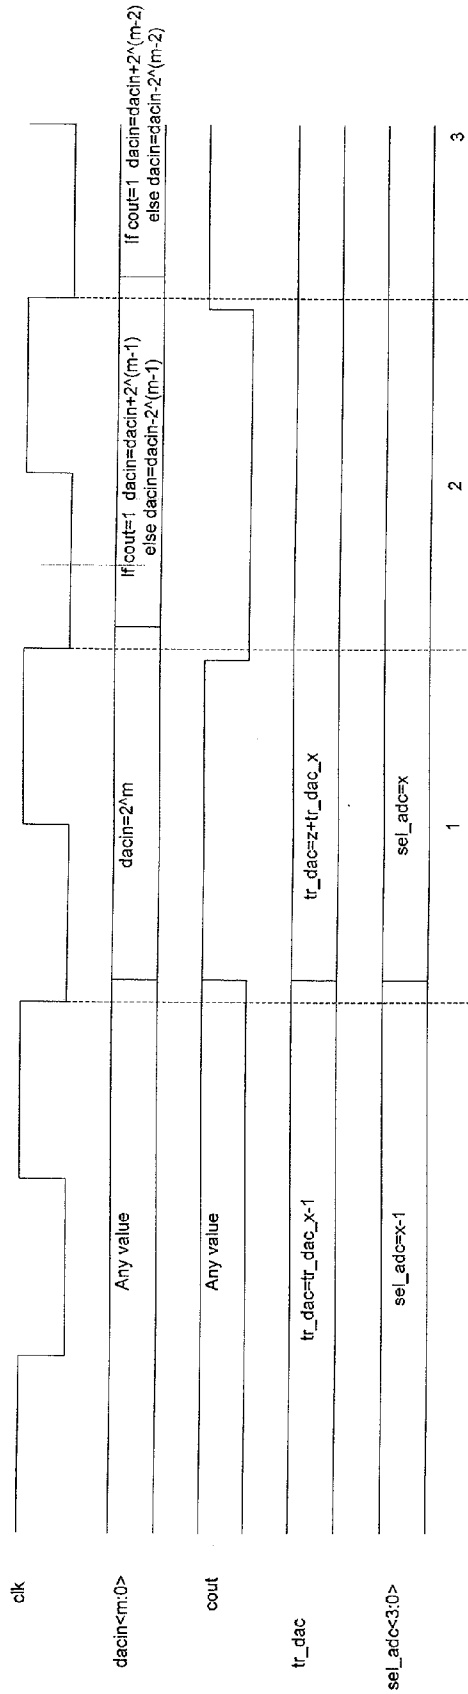 clk
dacin<m:0>
Any value
dacin=2^m
If cout=1 dacin=dacin+2^(m-1)
else dacin=dacin-2^(m-1)
If cout=1 dacin=dacin+2^(m-2)
else dacin=dacin-2^(m-2)
cout
Any value
tr_dac
tr_dac=tr_dac_x-1
tr_dac=z+tr_dac_x
sel_adc<3:0>
sel_adc=x-1
sel_adc=x
1
2
3